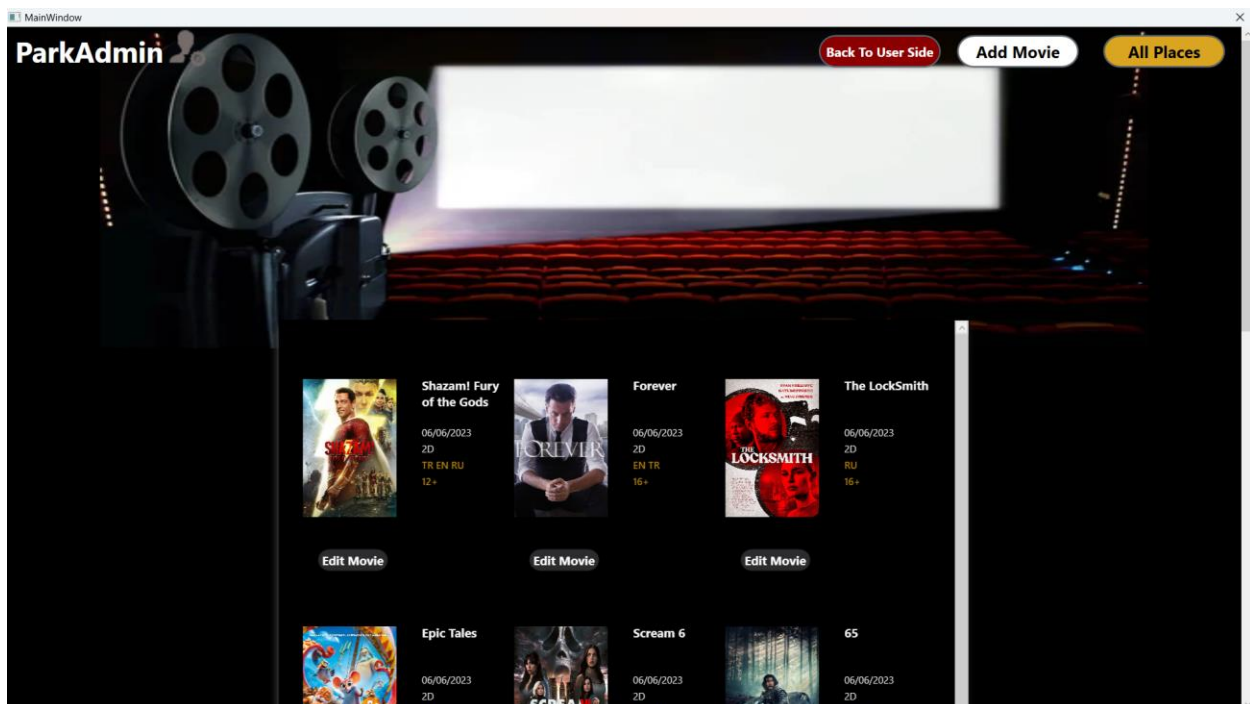 MainWindow
ParkAdmin
Back To User Side
Add Movie
All Places
Shazam! Fury
of the Gods
06/06/2023
2D
TR EN RU
12+
Edit Movie
FOREVER
Forever
06/06/2023
2D
EN TR
16+
Edit Movie
THE
LOCKSMITH
The LockSmith
06/06/2023
2D
RU
16+
Edit Movie
Epic Tales
06/06/2023
2D
Scream 6
06/06/2023
2D
65
06/06/2023
2D